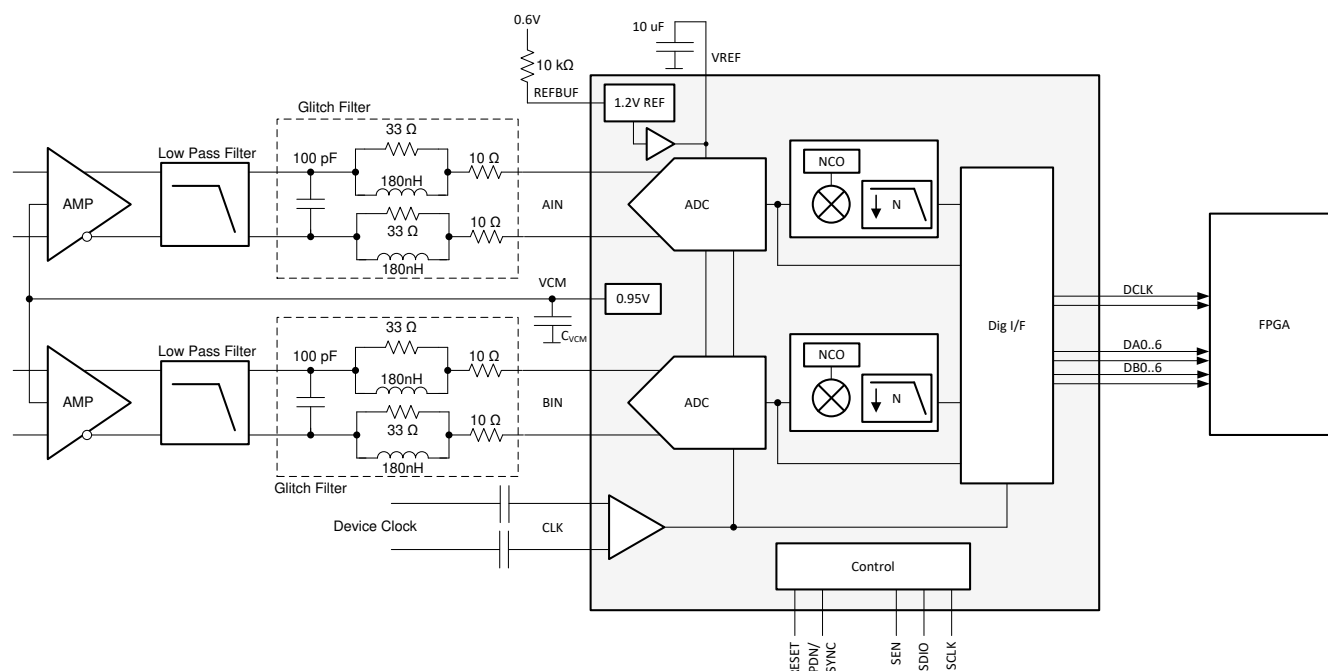 0.6V
10 uF
VREF
10 kΩ
REFBUF
1.2V REF
Glitch Filter
33 Ω
Low Pass Filter
100 pF
10 Ω
180nH
AMP
AIN
ADC
NCO
N
10 Ω
33 Ω
180nH
VCM
0.95V
CVCM
Dig I/F
DCLK
DA0..6
DB0..6
FPGA
33 Ω
Low Pass Filter
100 pF
10 Ω
180nH
AMP
BIN
ADC
NCO
N
10 Ω
33 Ω
180nH
Glitch Filter
Device Clock
CLK
Control
PDN/
SYNC
SEN
SDIO
SCLK